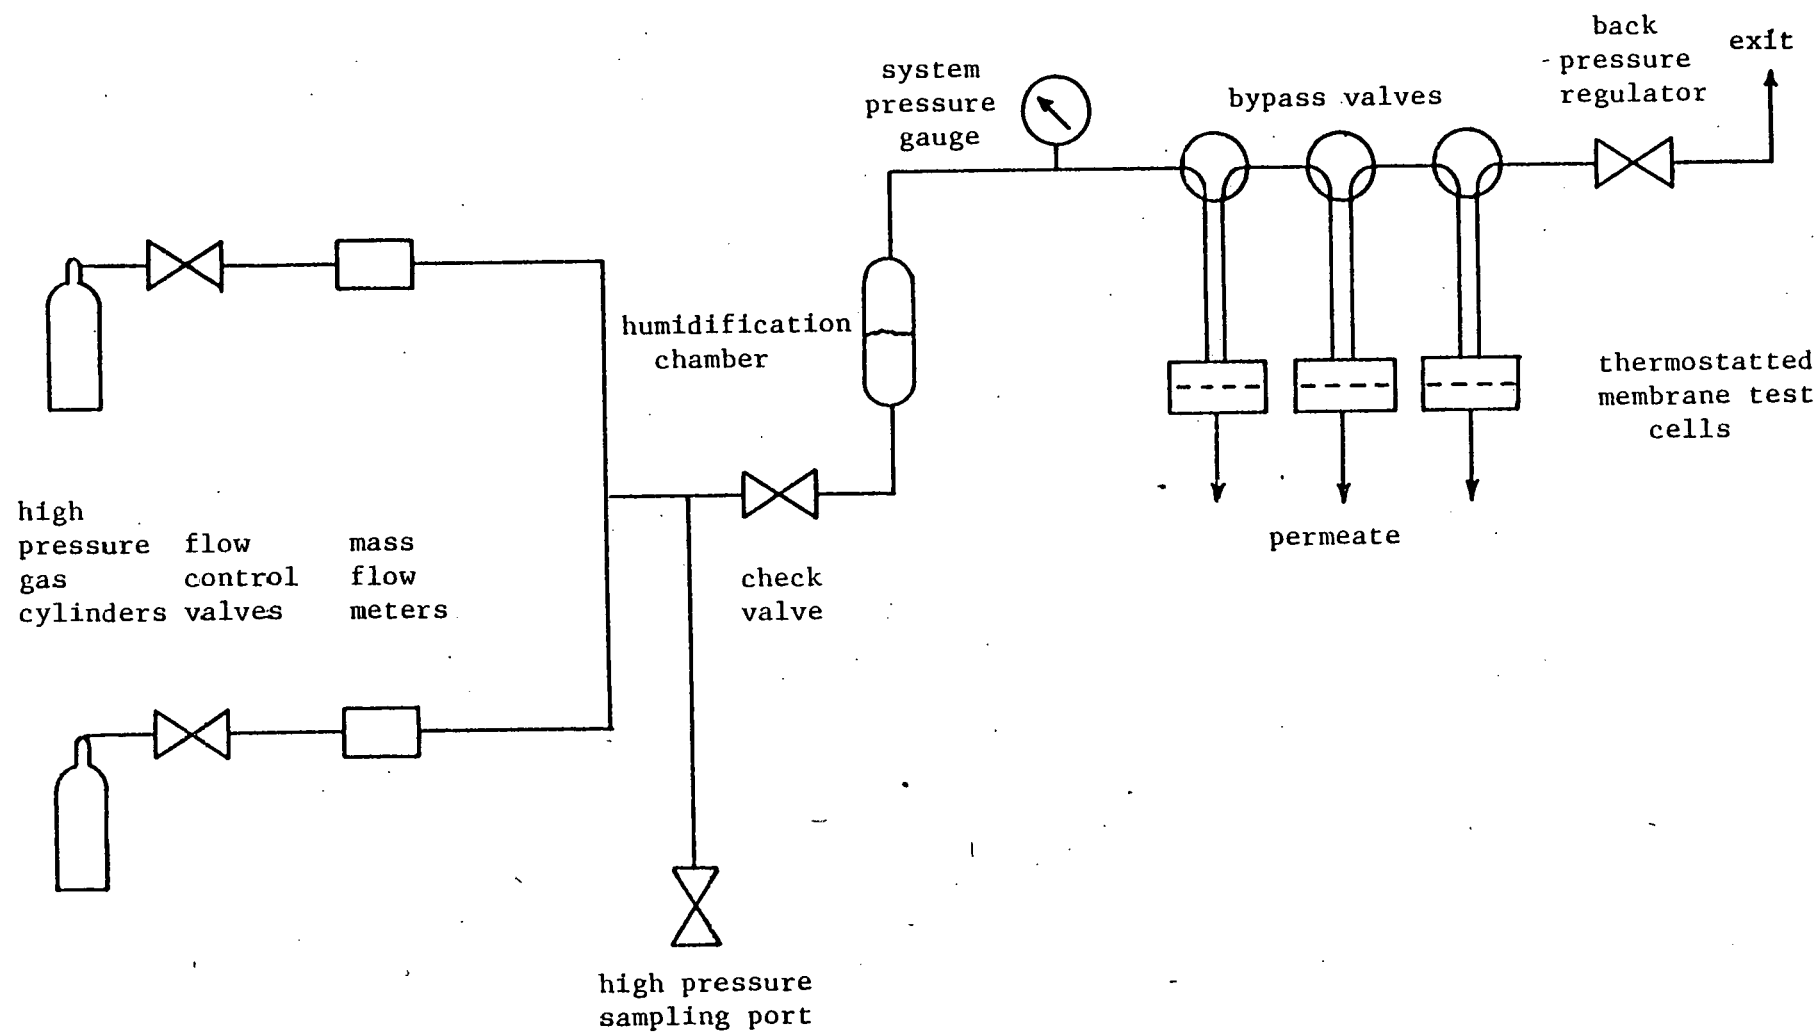 back
pressure
regulator
exit
system
pressure
gauge
bypass valves
humidification
chamber
thermostatted
membrane test
cells
high
pressure
gas
cylinders
flow
control
valves
mass
flow
meters
check
valve
permeate
high pressure
sampling port